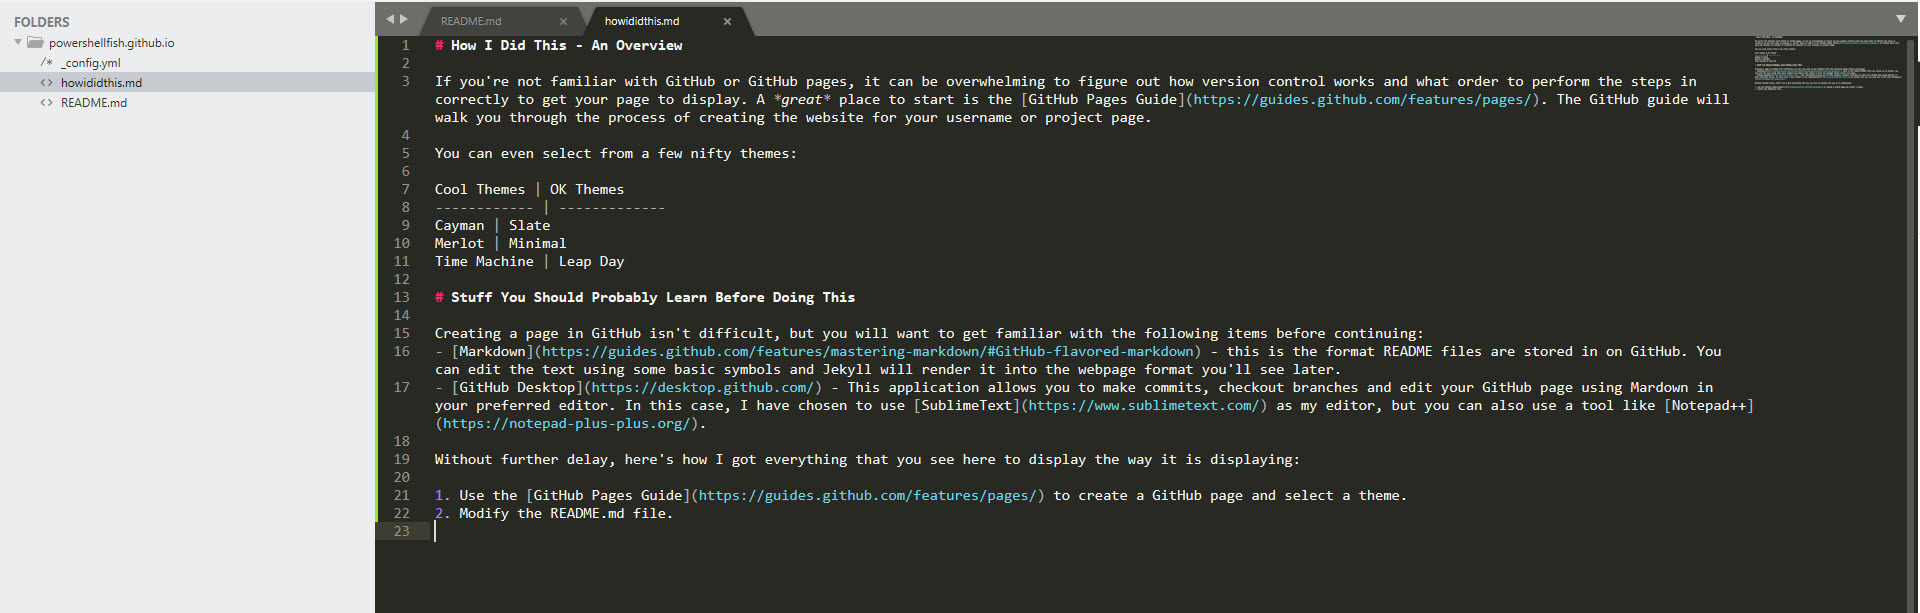 FOLDERS
powershellfish.github.io
/* _config.yml
<> howididthis.md
<> README.md
README.md ×
howididthis.md ×
1 # How I Did This - An Overview
2
3 If you're not familiar with GitHub or GitHub pages, it can be overwhelming to figure out how version control works and what order to perform the steps in
correctly to get your page to display. A *great* place to start is the [GitHub Pages Guide](https://guides.github.com/features/pages/). The GitHub guide will
walk you through the process of creating the website for your username or project page.
4
5 You can even select from a few nifty themes:
6
7 Cool Themes | OK Themes
8 ------------ | -------------
9 Cayman | Slate
10 Merlot | Minimal
11 Time Machine | Leap Day
12
13 # Stuff You Should Probably Learn Before Doing This
14
15 Creating a page in GitHub isn't difficult, but you will want to get familiar with the following items before continuing:
16 - [Markdown](https://guides.github.com/features/mastering-markdown/#GitHub-flavored-markdown) - this is the format README files are stored in on GitHub. You
can edit the text using some basic symbols and Jekyll will render it into the webpage format you'll see later.
17 - [GitHub Desktop](https://desktop.github.com/) - This application allows you to make commits, checkout branches and edit your GitHub page using Mardown in
your preferred editor. In this case, I have chosen to use [SublimeText](https://www.sublimetext.com/) as my editor, but you can also use a tool like [Notepad++]
(https://notepad-plus-plus.org/).
18
19 Without further delay, here's how I got everything that you see here to display the way it is displaying:
20
21 1. Use the [GitHub Pages Guide](https://guides.github.com/features/pages/) to create a GitHub page and select a theme.
22 2. Modify the README.md file.
23